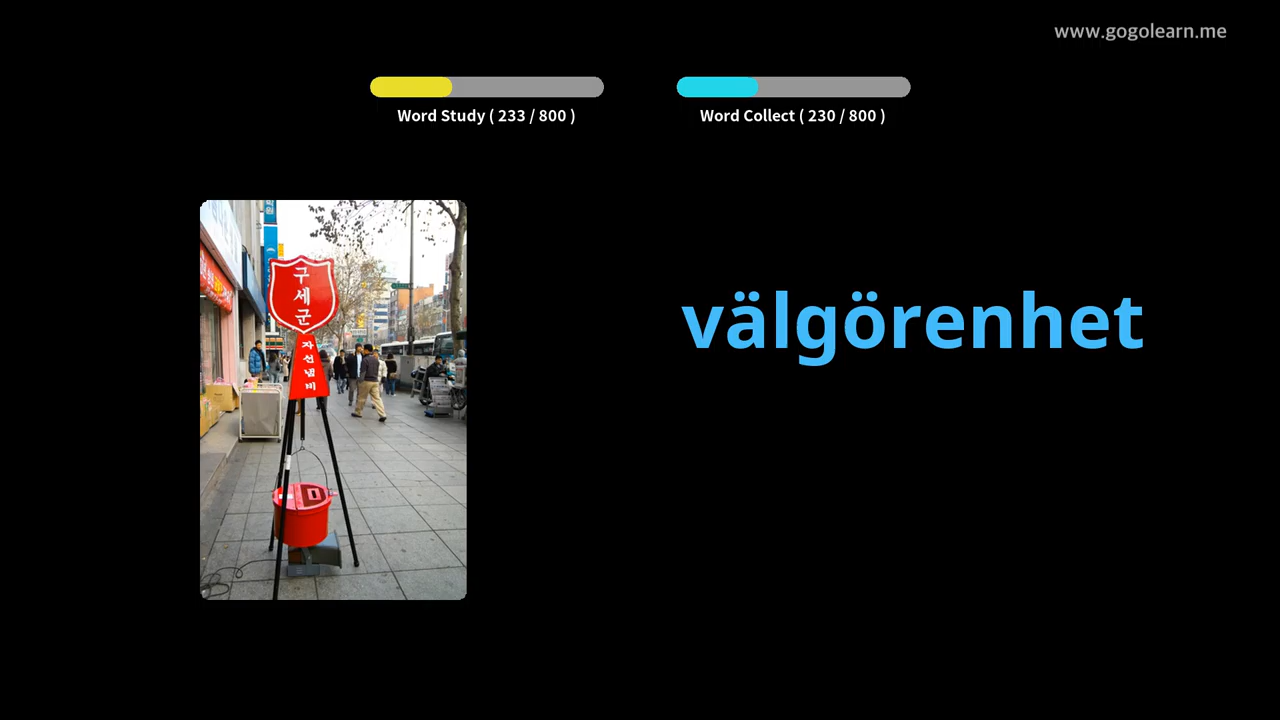 www.gogolearn.me
Word Study ( 233 / 800 )
Word Collect ( 230 / 800 )
välgörenhet
구
세
군
자
선
냄
비